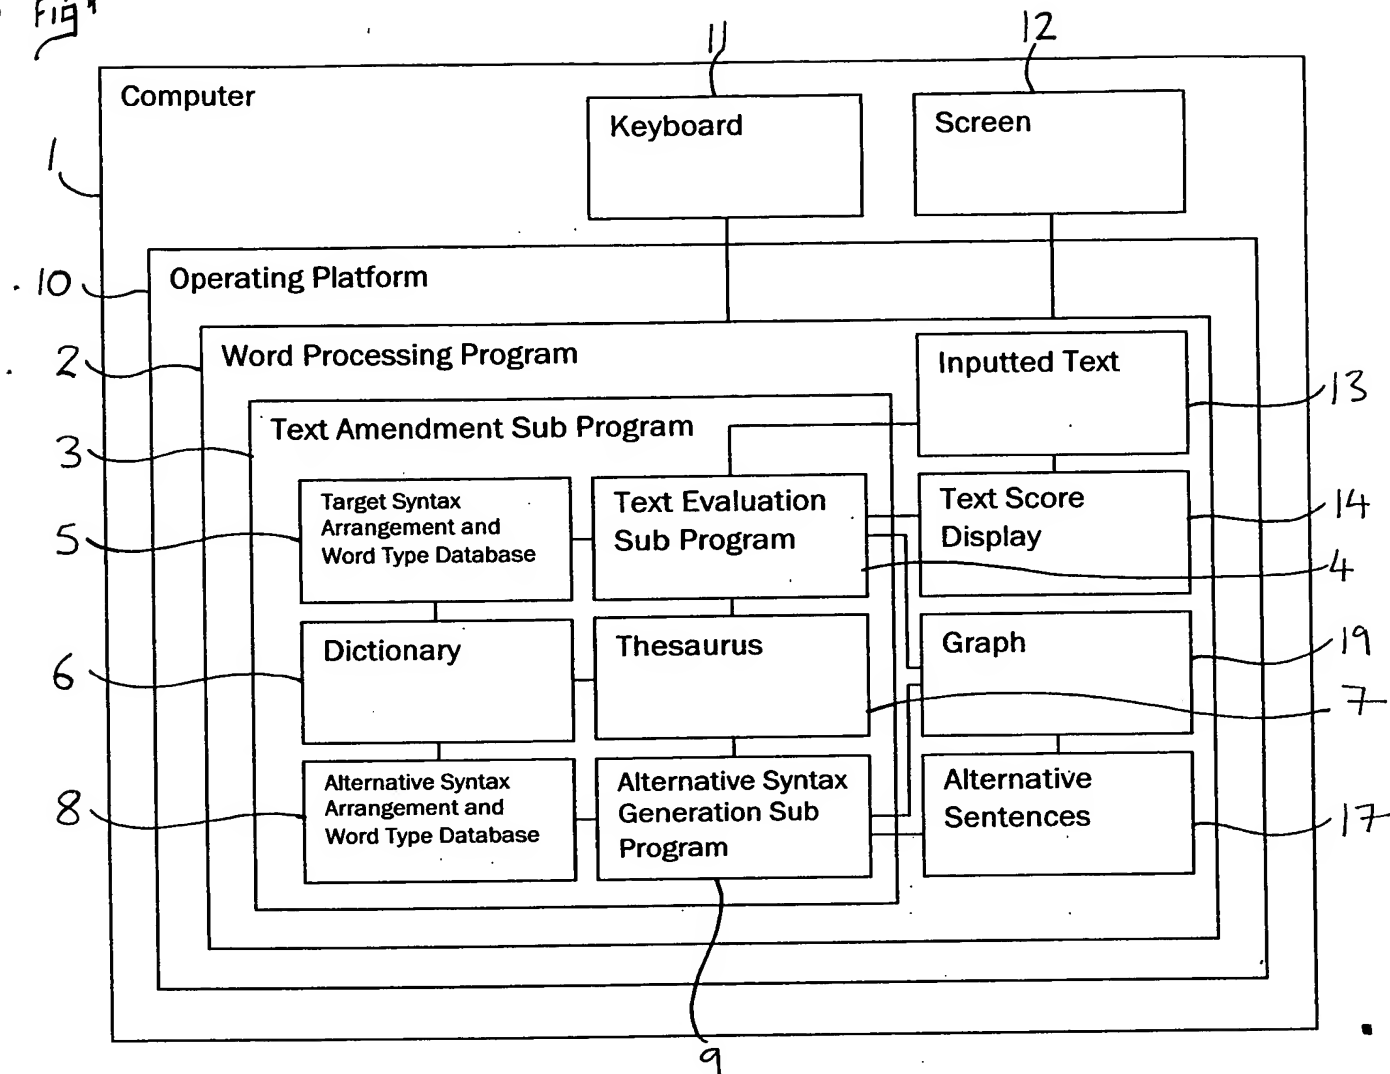 Fig 1
11
12
Computer
Keyboard
Screen
1
10
Operating Platform
2
Word Processing Program
Inputted Text
13
3
Text Amendment Sub Program
Target Syntax
Arrangement and
Word Type Database
5
Text Evaluation
Sub Program
Text Score
Display
14
4
6
Dictionary
Thesaurus
Graph
19
7
8
Alternative Syntax
Arrangement and
Word Type Database
Alternative Syntax
Generation Sub
Program
Alternative
Sentences
17
9